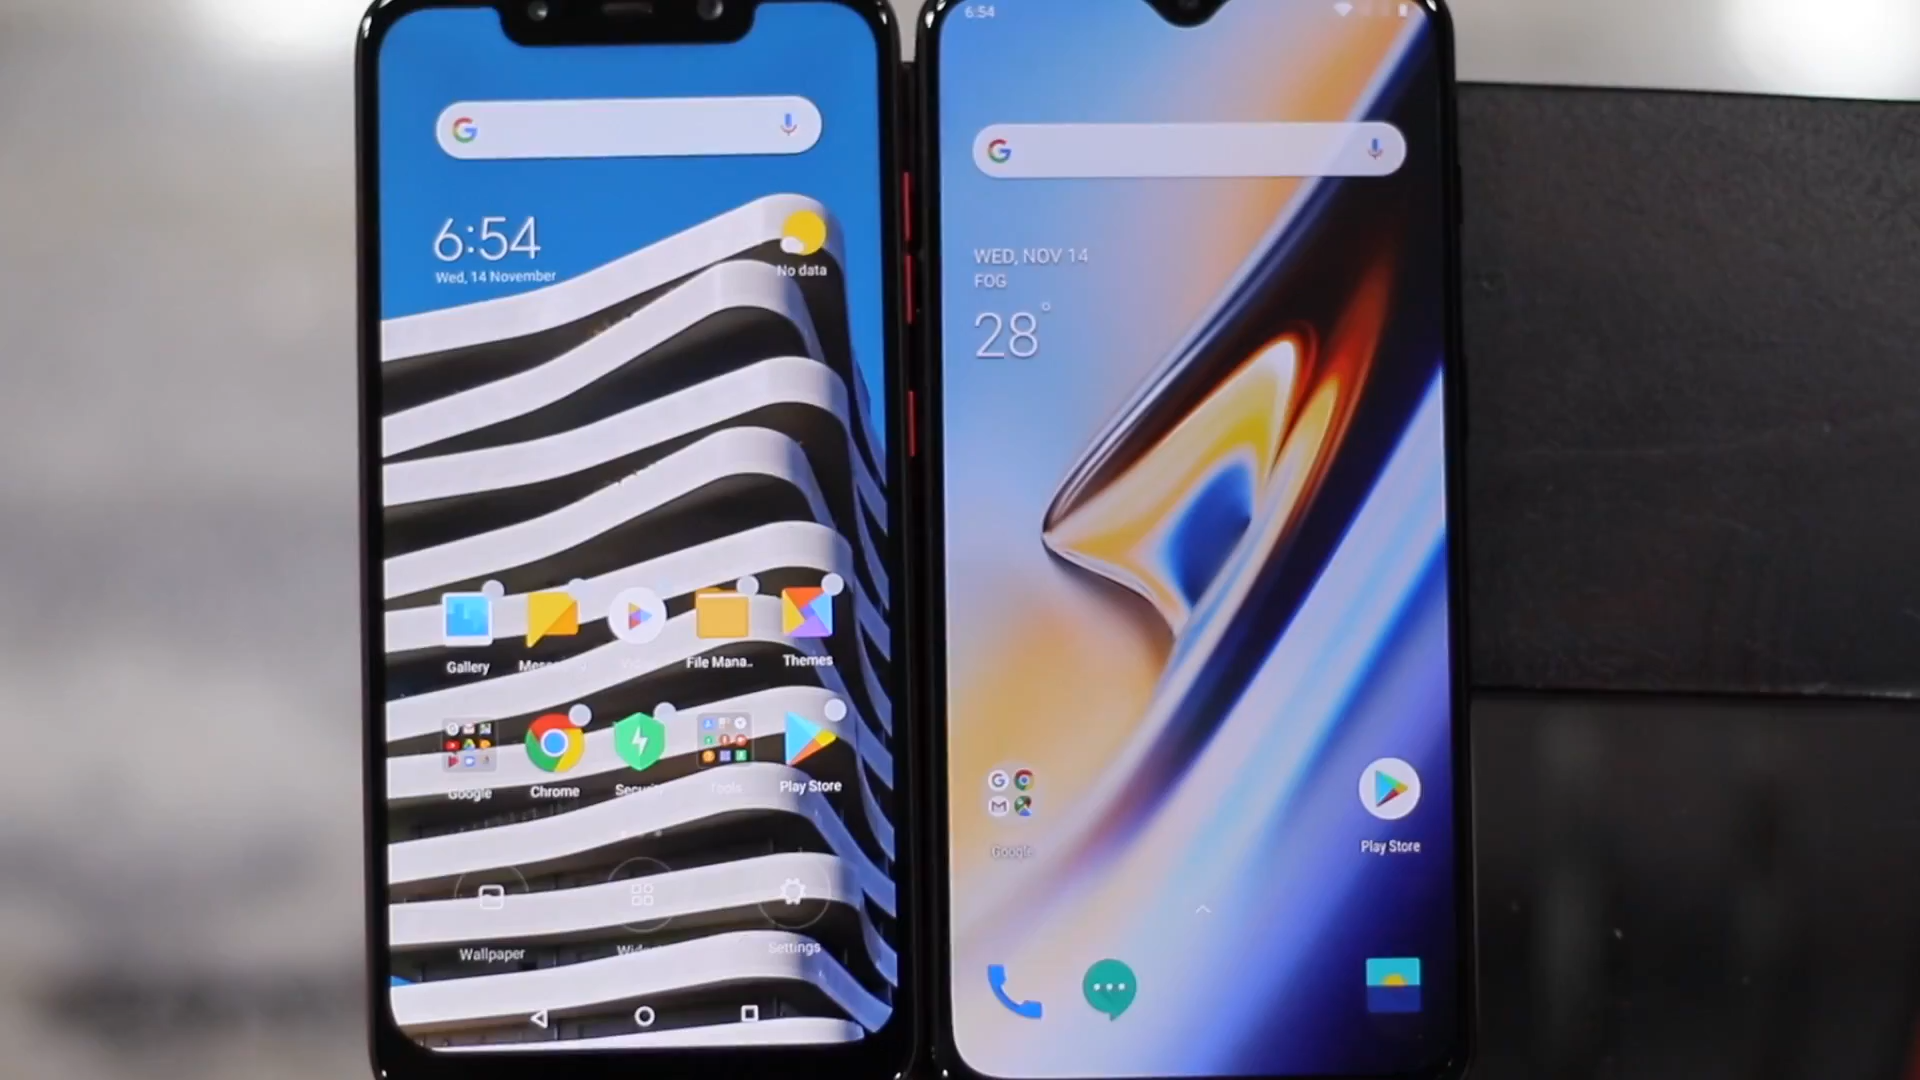 6:54
Wed, 14 November
No data
Gallery
File Mana..
Themes
Google
Chrome
Play Store
Wallpaper
Settings
6:54
WED, NOV 14
FOG
28°
Google
Play Store